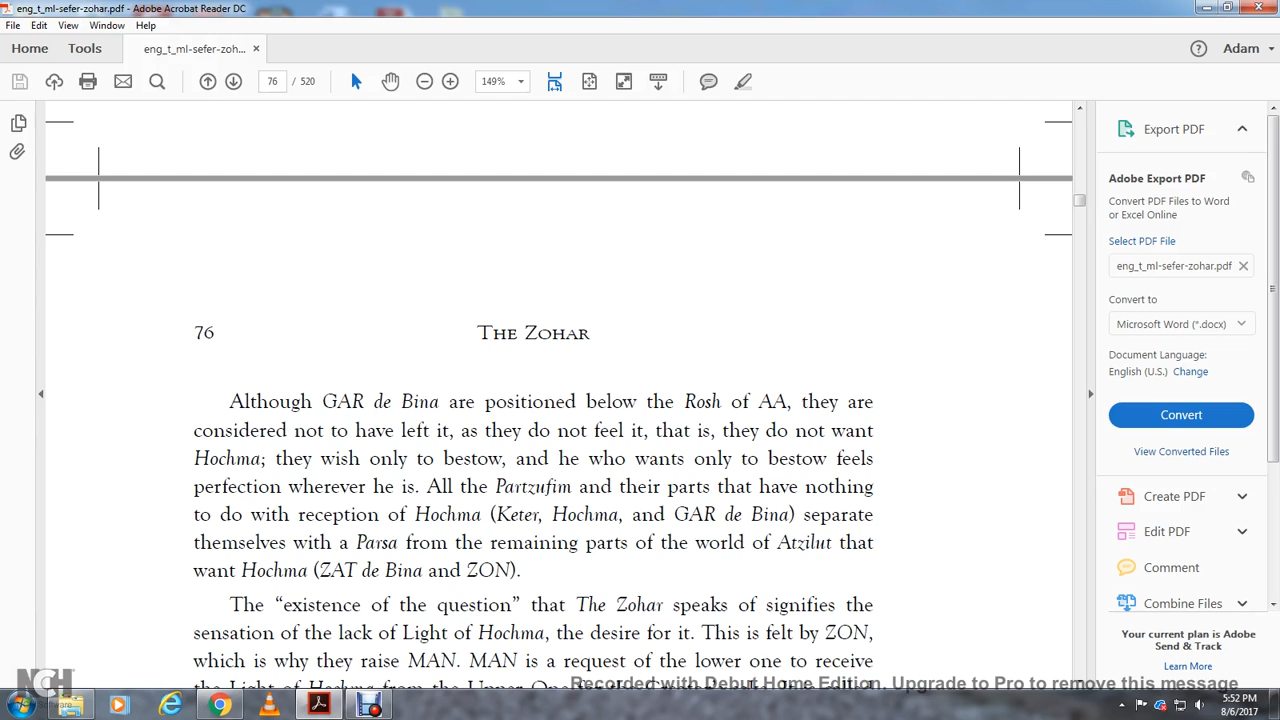 eng_t_ml-sefer-zohar.pdf - Adobe Acrobat Reader DC
File Edit View Window Help
Home Tools eng_t_ml-sefer-zoh... × Adam
76 / 520 149%
Export PDF
Adobe Export PDF
Convert PDF Files to Word
or Excel Online
Select PDF File
eng_t_ml-sefer-zohar.pdf
Convert to
Microsoft Word (*.docx)
Document Language:
English (U.S.) Change
Convert
View Converted Files
Create PDF
Edit PDF
Comment
Combine Files
Your current plan is Adobe
Send & Track
Learn More
76 The Zohar
Although GAR de Bina are positioned below the Rosh of AA, they are
considered not to have left it, as they do not feel it, that is, they do not want
Hochma; they wish only to bestow, and he who wants only to bestow feels
perfection wherever he is. All the Partzufim and their parts that have nothing
to do with reception of Hochma (Keter, Hochma, and GAR de Bina) separate
themselves with a Parsa from the remaining parts of the world of Atzilut that
want Hochma (ZAT de Bina and ZON).
The “existence of the question” that The Zohar speaks of signifies the
sensation of the lack of Light of Hochma, the desire for it. This is felt by ZON,
which is why they raise MAN. MAN is a request of the lower one to receive
the Light of Hochma from the
NCH Software
Recorded with Debut Home Edition. Upgrade to Pro to remove this message
5:52 PM
8/6/2017